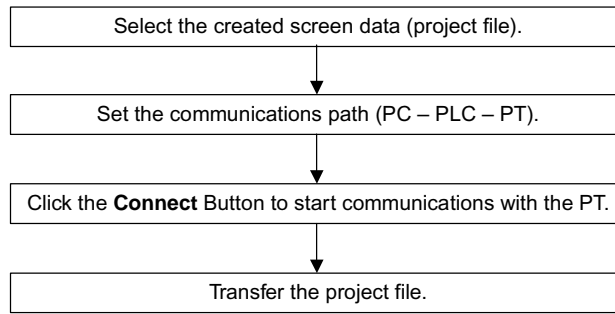 Select the created screen data (project file).
Set the communications path (PC – PLC – PT).
Click the Connect Button to start communications with the PT.
Transfer the project file.